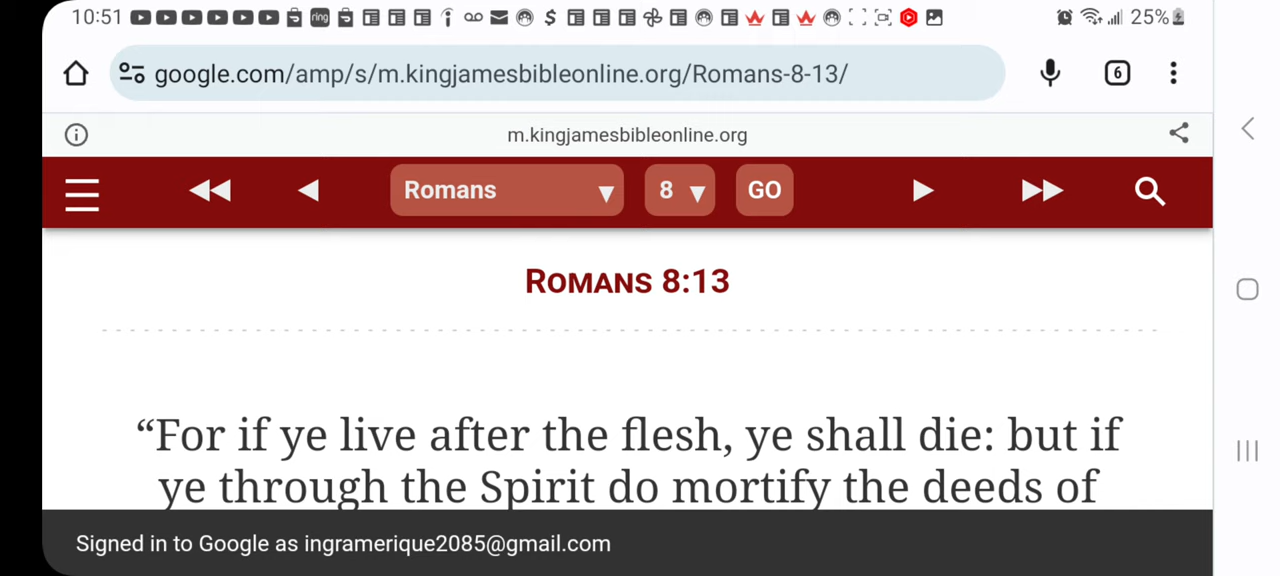 10:51 ring $ 25%
google.com/amp/s/m.kingjamesbibleonline.org/Romans-8-13/ 6
m.kingjamesbibleonline.org
Romans 8 GO
ROMANS 8:13
“For if ye live after the flesh, ye shall die: but if
ye through the Spirit do mortify the deeds of
Signed in to Google as ingramerique2085@gmail.com